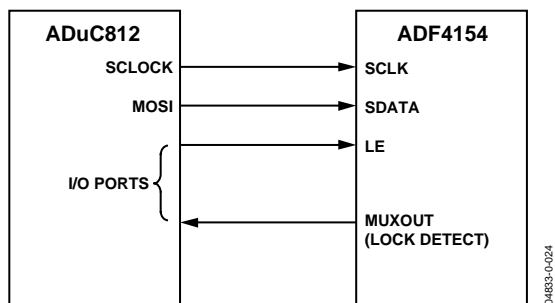 ADuC812
ADF4154
SCLOCK
SCLK
MOSI
SDATA
LE
I/O PORTS
MUXOUT
(LOCK DETECT)
04833-0-024